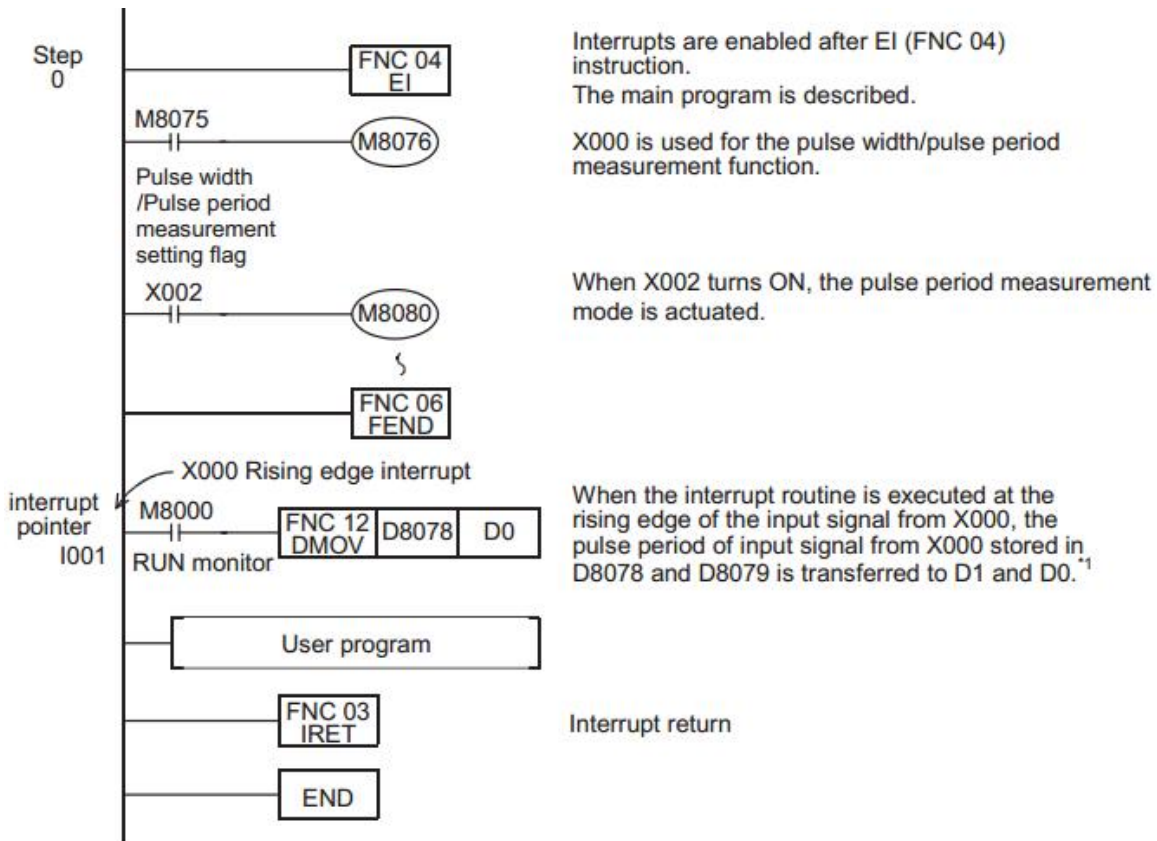 Step
0
FNC 04
EI
Interrupts are enabled after EI (FNC 04)
instruction.
The main program is described.
M8075
M8076
X000 is used for the pulse width/pulse period
measurement function.
Pulse width
/Pulse period
measurement
setting flag
X002
M8080
When X002 turns ON, the pulse period measurement
mode is actuated.
FNC 06
FEND
X000 Rising edge interrupt
interrupt
pointer
I001
M8000
RUN monitor
FNC 12
DMOV
D8078
D0
When the interrupt routine is executed at the
rising edge of the input signal from X000, the
pulse period of input signal from X000 stored in
D8078 and D8079 is transferred to D1 and D0.*1
User program
FNC 03
IRET
Interrupt return
END